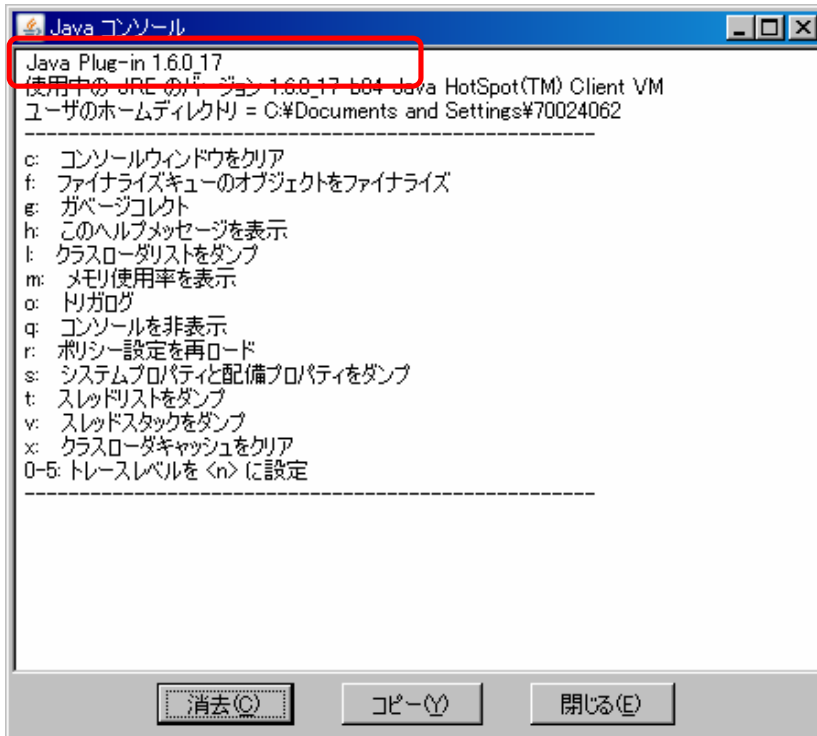 Java コンソール
Java Plug-in 1.6.0_17
使用中の JRE のバージョン 1.6.0_17-b04 Java HotSpot(TM) Client VM
ユーザのホームディレクトリ = C:¥Documents and Settings¥70024062
----------------------------------------------------
c: コンソールウィンドウをクリア
f: ファイナライズキューのオブジェクトをファイナライズ
g: ガベージコレクト
h: このヘルプメッセージを表示
l: クラスローダリストをダンプ
m: メモリ使用率を表示
o: トリガログ
q: コンソールを非表示
r: ポリシー設定を再ロード
s: システムプロパティと配備プロパティをダンプ
t: スレッドリストをダンプ
v: スレッドスタックをダンプ
x: クラスローダキャッシュをクリア
0-5: トレースレベルを <n> に設定
----------------------------------------------------
消去(C) コピー(Y) 閉じる(E)